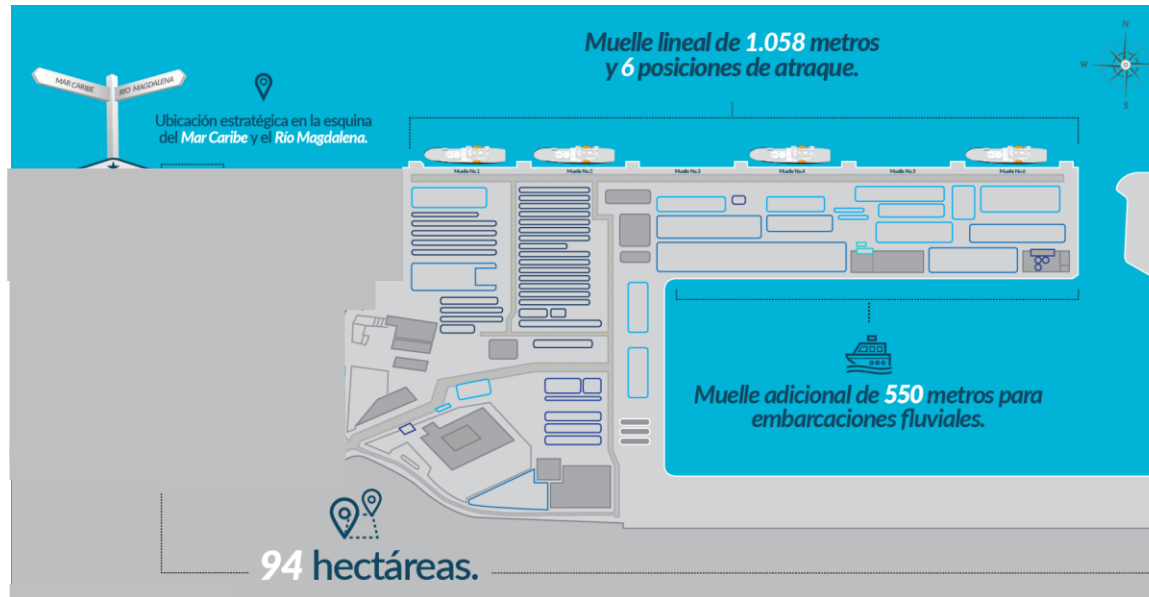 Muelle lineal de 1.058 metros
y 6 posiciones de atraque.
N
W
E
S
MAR CARIBE
RIO MAGDALENA
Ubicación estratégica en la esquina
del Mar Caribe y el Río Magdalena.
Muelle No.1
Muelle No.2
Muelle No.3
Muelle No.4
Muelle No.5
Muelle No.6
Muelle adicional de 550 metros para
embarcaciones fluviales.
94 hectáreas.